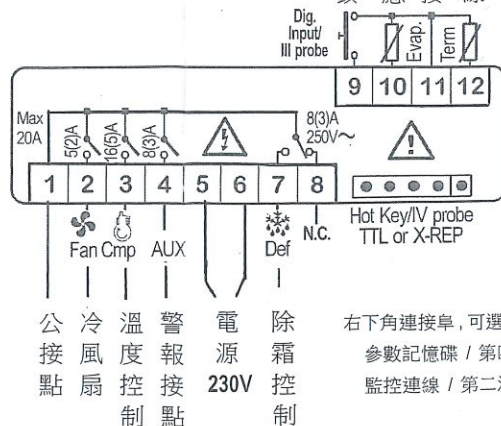 Dig.
Input/
III probe
Evap.
Term
9 10 11 12
Max
20A
5(2)A
16(5)A
8(3)A
8(3)A
250V~
1 2 3 4 5 6 7 8
Fan Cmp AUX
Def
N.C.
Hot Key/IV probe
TTL or X-REP
公接點
冷風扇
溫度控制
警報接點
電源
230V
除霜控制
右下角連接阜,可選
參數記憶碟 / 第
監控連線 / 第二